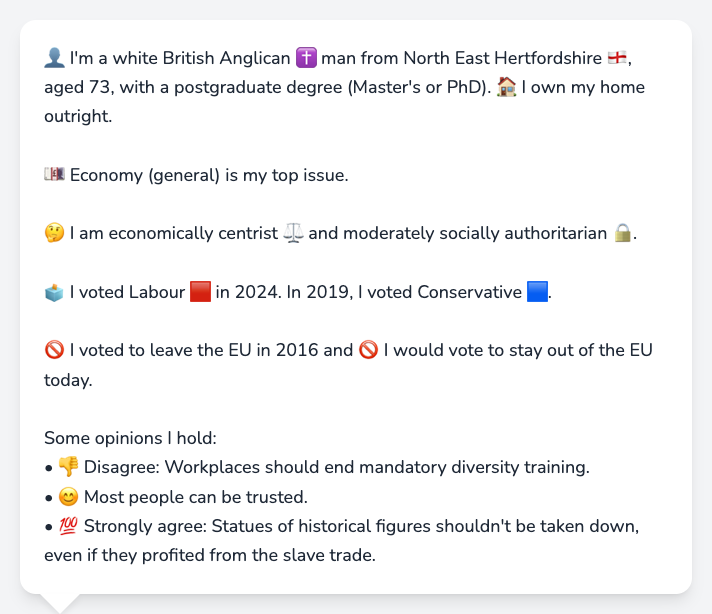 👤 I'm a white British Anglican ✝️ man from North East Hertfordshire 🏴󠁧󠁢󠁥󠁮󠁧󠁿,
aged 73, with a postgraduate degree (Master's or PhD). 🏠 I own my home
outright.
💷 Economy (general) is my top issue.
🤔 I am economically centrist ⚖️ and moderately socially authoritarian 🔒.
🗳️ I voted Labour 🟥 in 2024. In 2019, I voted Conservative 🟦.
🚫 I voted to leave the EU in 2016 and 🚫 I would vote to stay out of the EU
today.
Some opinions I hold:
• 👎 Disagree: Workplaces should end mandatory diversity training.
• 😊 Most people can be trusted.
• 💯 Strongly agree: Statues of historical figures shouldn't be taken down,
even if they profited from the slave trade.